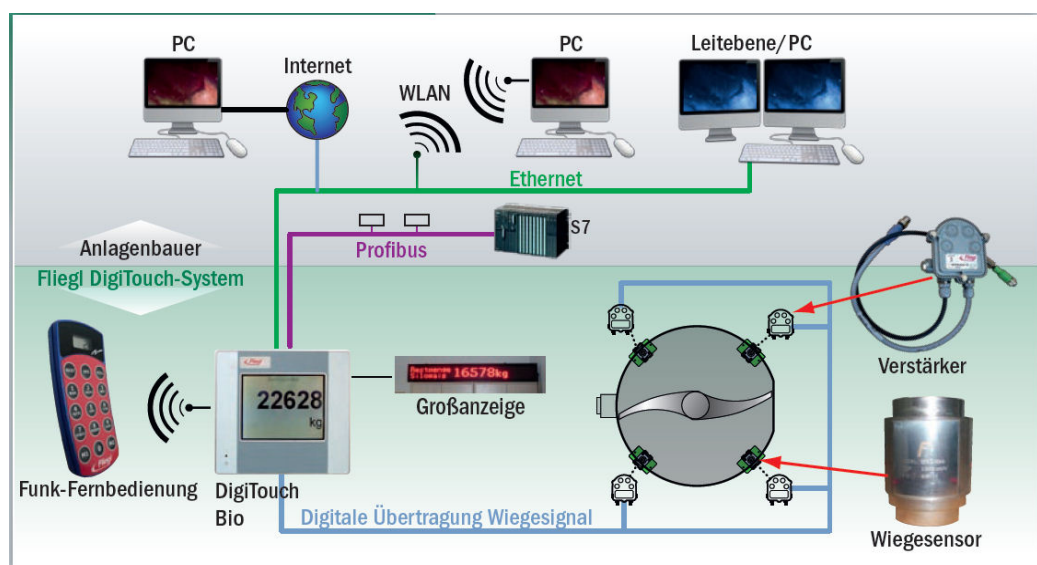 PC
Internet
WLAN
PC
Leitebene/PC
Ethernet
S7
Profibus
Anlagenbauer
Fliegl DigiTouch-System
Verstärker
22628
kg
Silomais 16578kg
Großanzeige
Funk-Fernbedienung
DigiTouch
Bio
Digitale Übertragung Wiegesignal
Wiegesensor